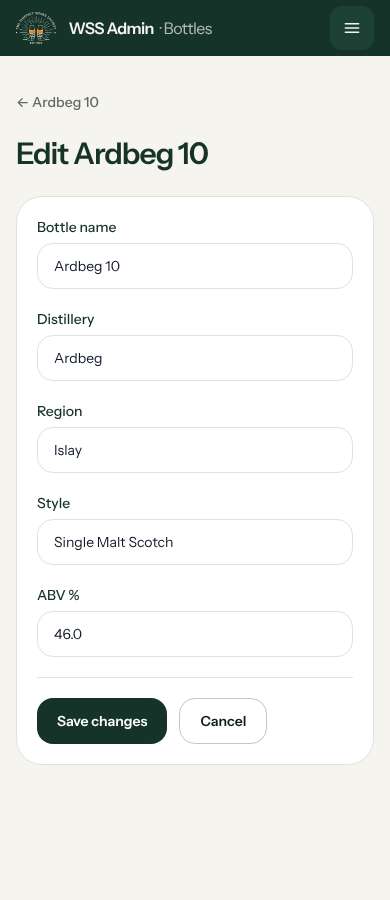 WSS Admin · Bottles
← Ardbeg 10
Edit Ardbeg 10
Bottle name
Ardbeg 10
Distillery
Ardbeg
Region
Islay
Style
Single Malt Scotch
ABV %
46.0
Save changes
Cancel